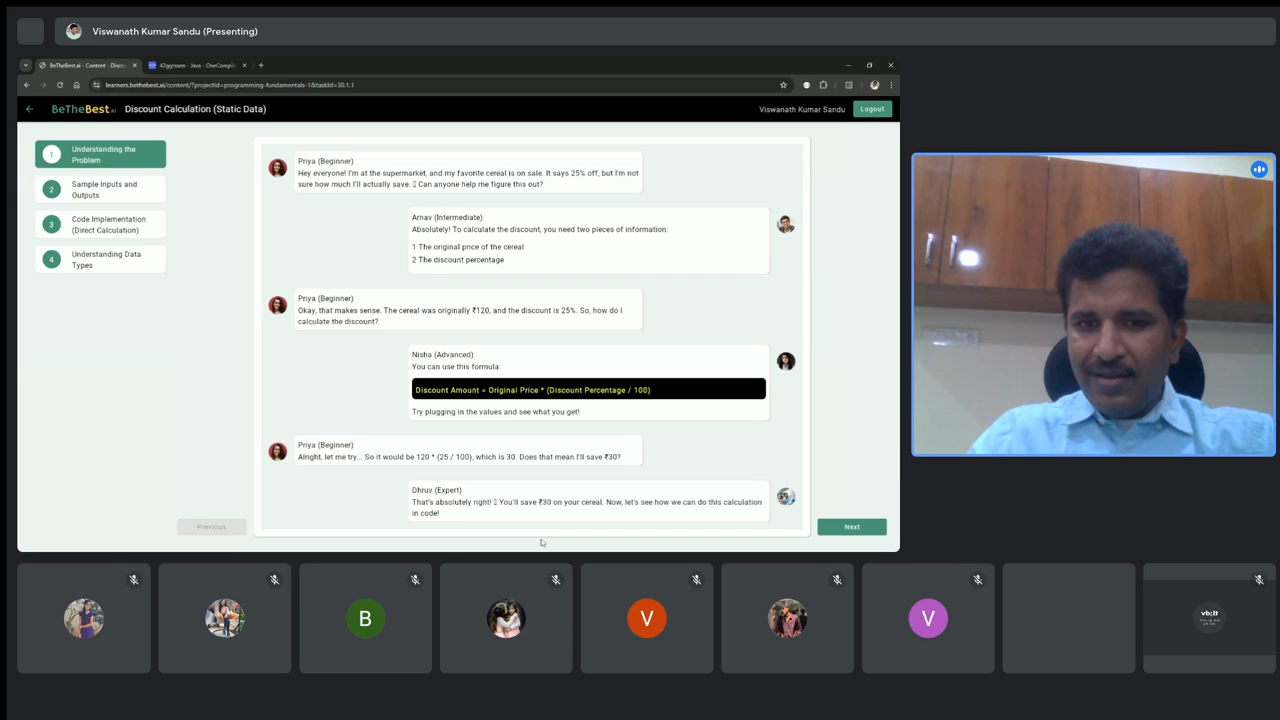 Viswanath Kumar Sandu (Presenting)
BeTheBest.ai - Content - Disco
42ggrnaen - Java - OneCompil
learners.bethebest.ai/content/?projectId=programming-fundamentals-1&taskId=30.1.1
BeTheBest.AI
Discount Calculation (Static Data)
Viswanath Kumar Sandu
Logout
1
Understanding the
Problem
2
Sample Inputs and
Outputs
3
Code Implementation
(Direct Calculation)
4
Understanding Data
Types
Priya (Beginner)
Hey everyone! I'm at the supermarket, and my favorite cereal is on sale. It says 25% off, but I'm not
sure how much I'll actually save. Can anyone help me figure this out?
Arnav (Intermediate)
Absolutely! To calculate the discount, you need two pieces of information:
1 The original price of the cereal
2 The discount percentage
Priya (Beginner)
Okay, that makes sense. The cereal was originally ₹120, and the discount is 25%. So, how do I
calculate the discount?
Nisha (Advanced)
You can use this formula:
Discount Amount = Original Price * (Discount Percentage / 100)
Try plugging in the values and see what you get!
Priya (Beginner)
Alright, let me try... So it would be 120 * (25 / 100), which is 30. Does that mean I'll save ₹30?
Dhruv (Expert)
That's absolutely right! You'll save ₹30 on your cereal. Now, let's see how we can do this calculation
in code!
Previous
Next
B
V
V